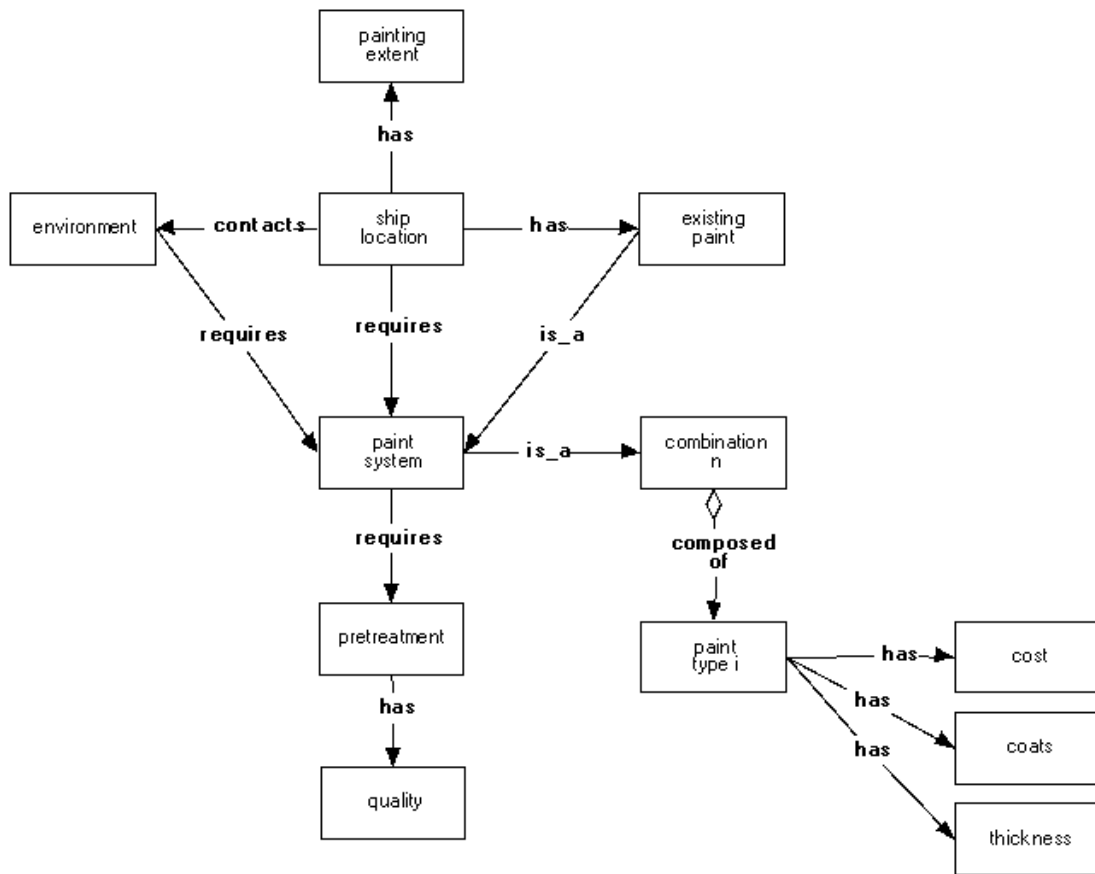 painting
extent
has
environment
contacts
ship
location
has
existing
paint
requires
requires
is_a
paint
system
is_a
combination
n
requires
composed
of
pretreatment
paint
type i
has
cost
has
has
coats
has
quality
thickness